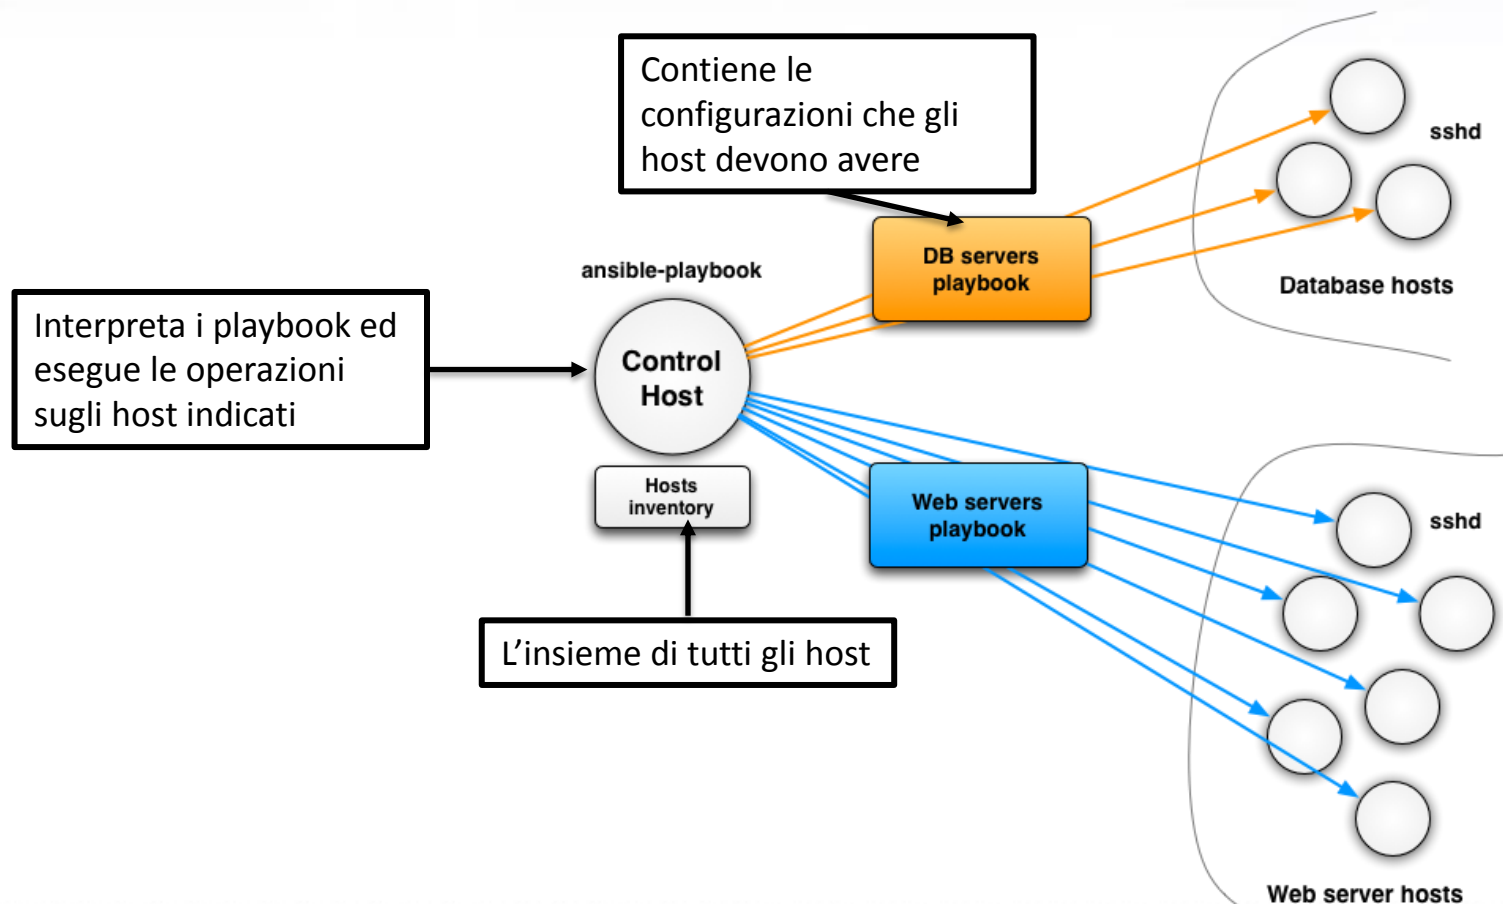 Contiene le
configurazioni che gli
host devono avere
sshd
DB servers
playbook
Database hosts
ansible-playbook
Interpreta i playbook ed
esegue le operazioni
sugli host indicati
Control
Host
Hosts
inventory
Web servers
playbook
sshd
L’insieme di tutti gli host
Web server hosts